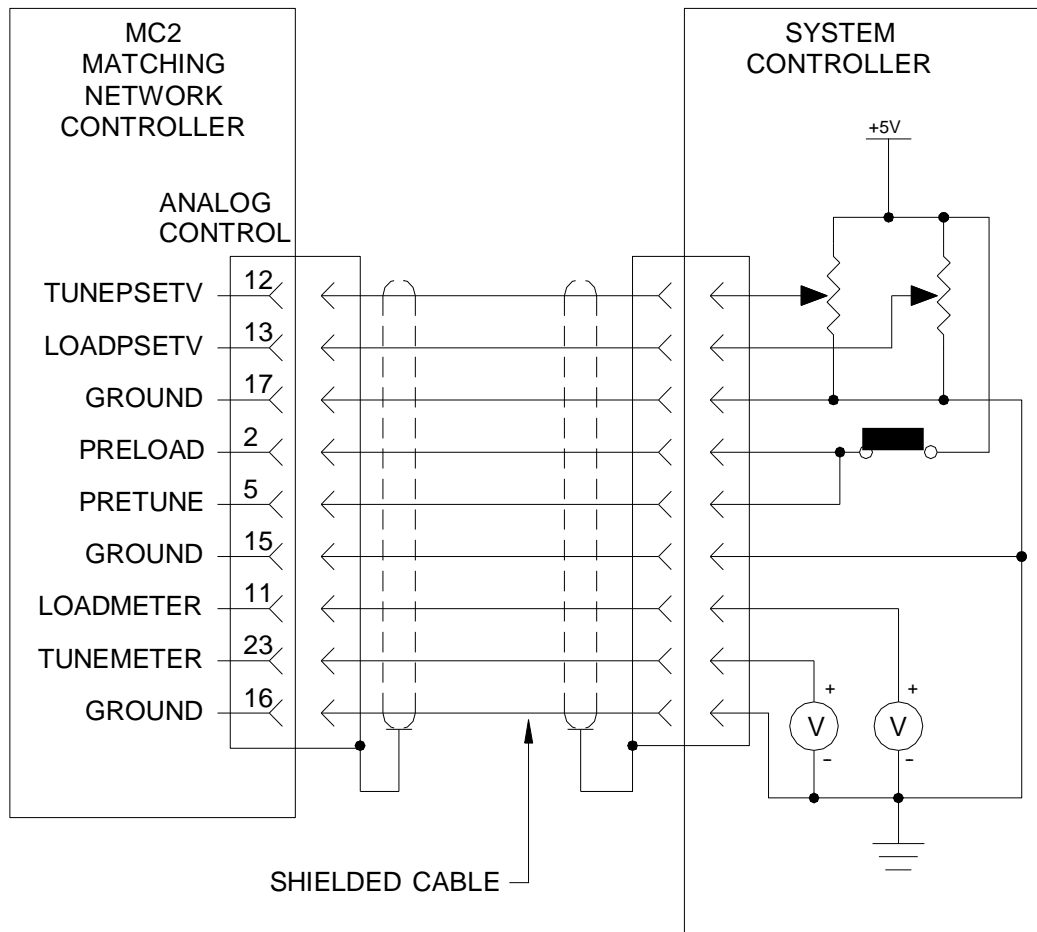 MC2
MATCHING
NETWORK
CONTROLLER
SYSTEM
CONTROLLER
+5V
ANALOG
CONTROL
TUNEPSETV 12
LOADPSETV 13
GROUND 17
PRELOAD 2
PRETUNE 5
GROUND 15
LOADMETER 11
TUNEMETER 23
GROUND 16
+ +
V V
- -
SHIELDED CABLE